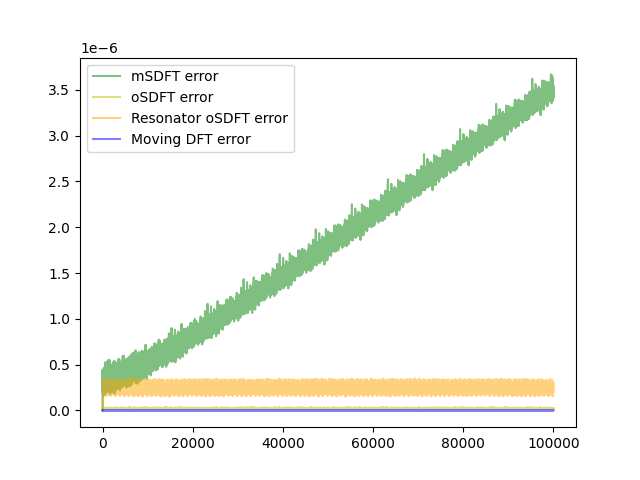 1e−6
mSDFT error
oSDFT error
Resonator oSDFT error
Moving DFT error
3.5
3.0
2.5
2.0
1.5
1.0
0.5
0.0
0 20000 40000 60000 80000 100000